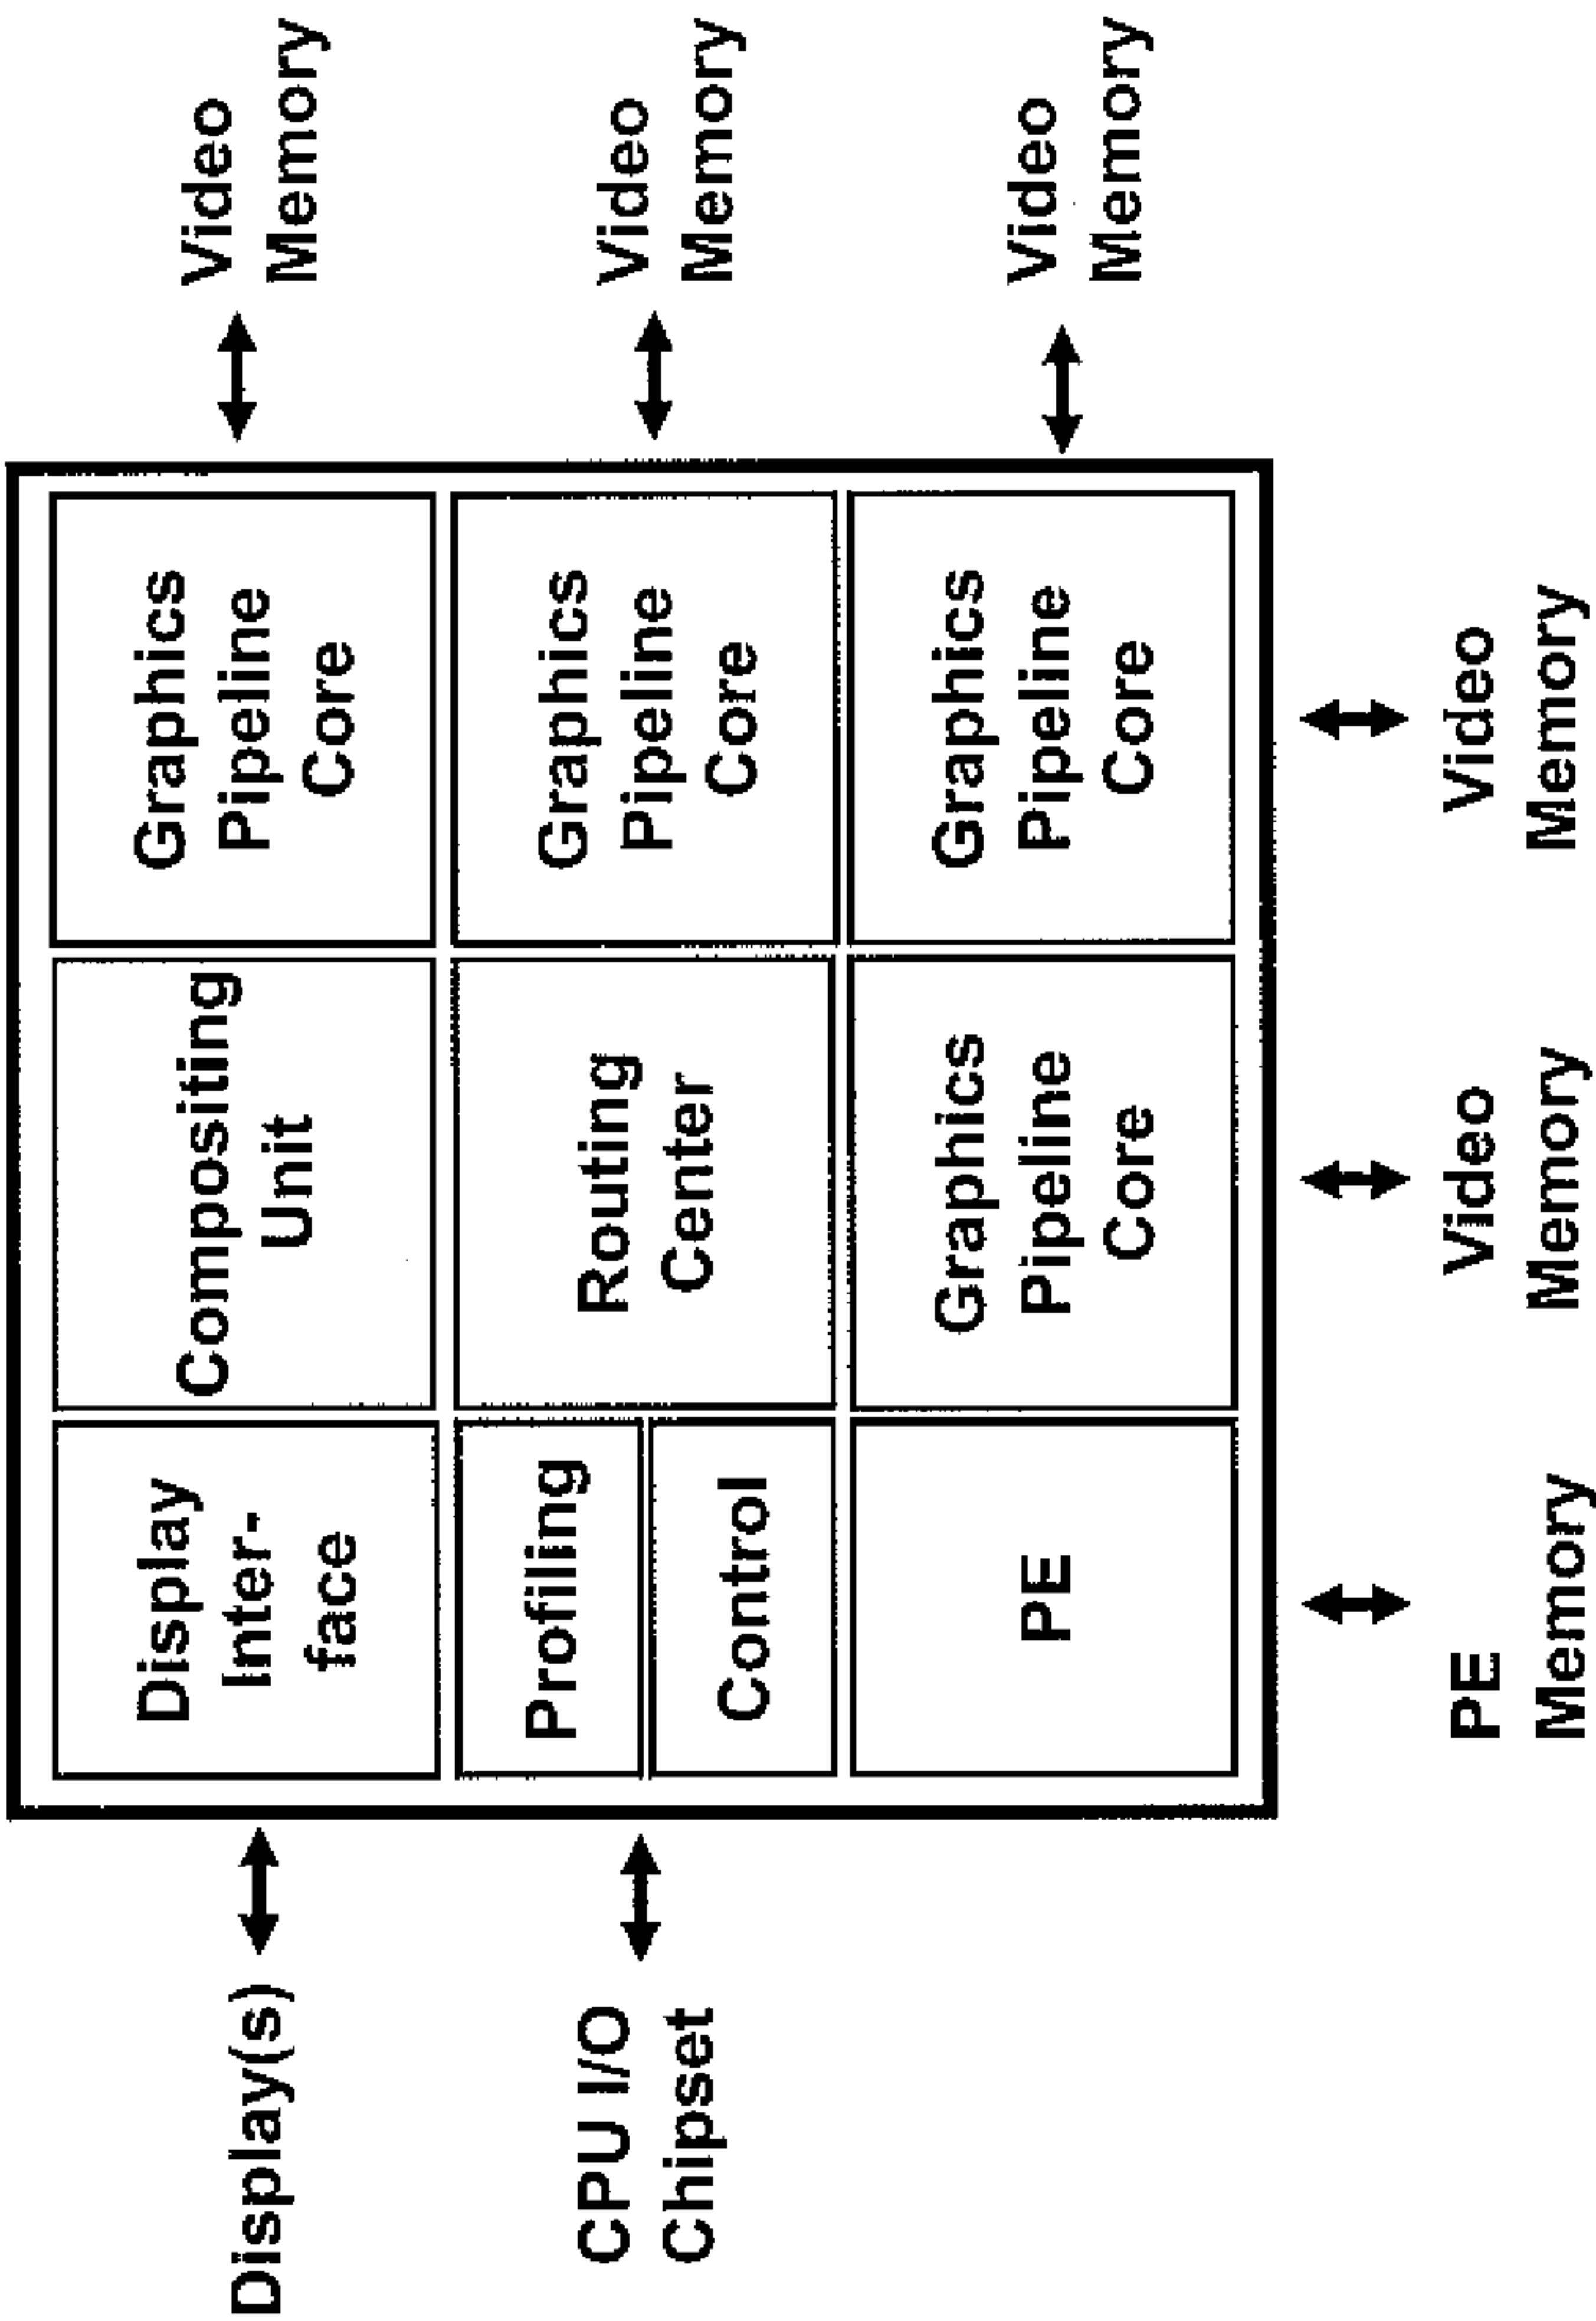 Display(s)
Display
Inter-
face
Compositing
Unit
Graphics
Pipeline
Core
Video
Memory
CPU I/O
Chipset
Profiling
Control
Routing
Center
Graphics
Pipeline
Core
Video
Memory
PE
Graphics
Pipeline
Core
Graphics
Pipeline
Core
Video
Memory
PE
Memory
Video
Memory
Video
Memory